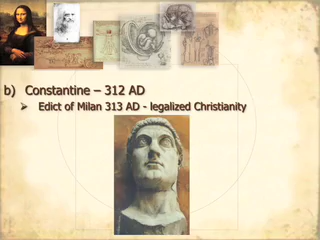 b) Constantine – 312 AD
➢ Edict of Milan 313 AD - legalized Christianity